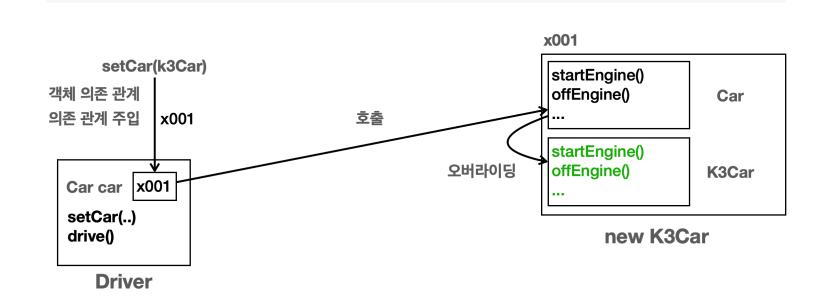 x001
setCar(k3Car)
객체 의존 관계
의존 관계 주입 x001
호출
startEngine()
offEngine()
...
Car
오버라이딩
startEngine()
offEngine()
...
K3Car
Car car x001
setCar(..)
drive()
new K3Car
Driver